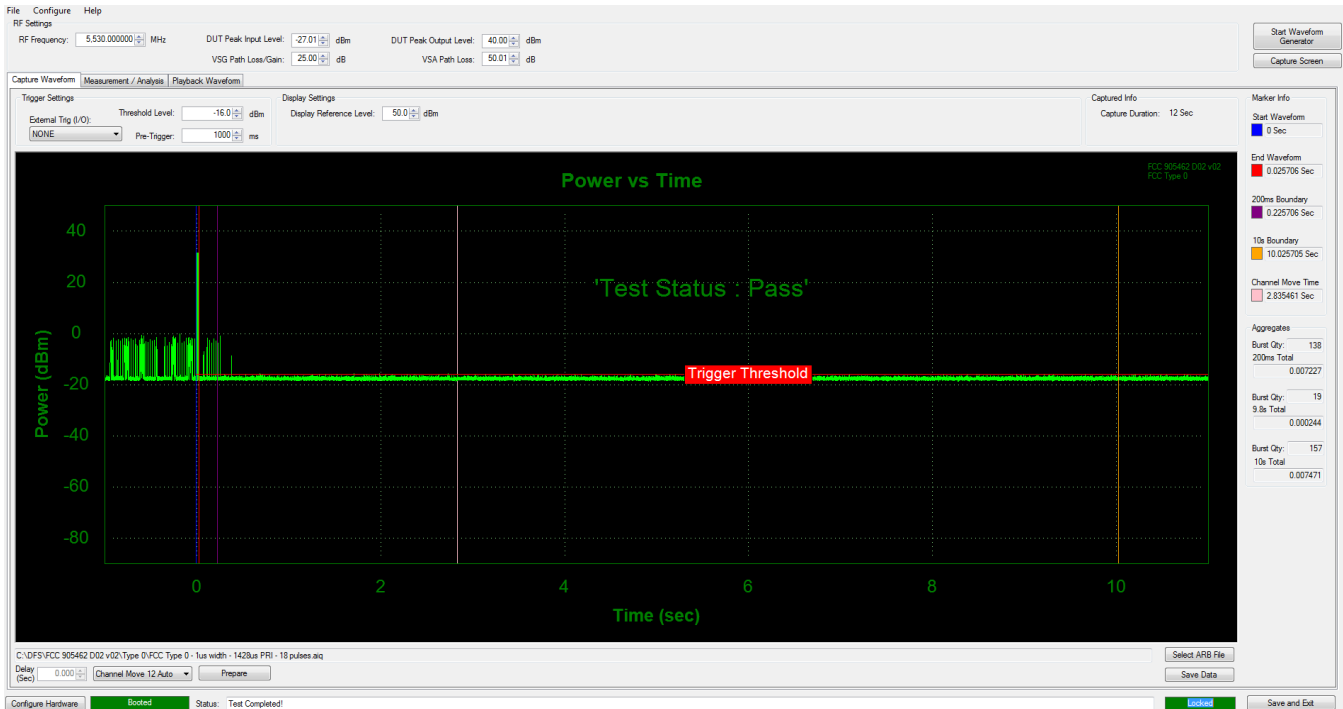 File Configure Help
RF Settings
RF Frequency: 5,530.000000 MHz DUT Peak Input Level: -27.01 dBm DUT Peak Output Level: 40.00 dBm
VSG Path Loss/Gain: 25.00 dB VSA Path Loss: 50.01 dB
Start Waveform
Generator
Capture Screen
Capture Waveform Measurement / Analysis Playback Waveform
Trigger Settings
External Trig (I/O):
NONE
Threshold Level: -16.0 dBm
Pre-Trigger: 1000 ms
Display Settings
Display Reference Level: 50.0 dBm
Captured Info
Capture Duration: 12 Sec
Marker Info
Start Waveform
0 Sec
End Waveform
0.025706 Sec
200ms Boundary
0.225706 Sec
10s Boundary
10.025705 Sec
Channel Move Time
2.835461 Sec
Aggregates
Burst Qty: 138
200ms Total
0.007227
Burst Qty: 19
9.8s Total
0.000244
Burst Qty: 157
10s Total
0.007471
Power vs Time
FCC 905462 D02 v02
FCC Type 0
'Test Status : Pass'
Trigger Threshold
Power (dBm)
40
20
0
-20
-40
-60
-80
0 2 4 6 8 10
Time (sec)
C:\DFS\FCC 905462 D02 v02\Type 0\FCC Type 0 - 1us width - 1428us PRI - 18 pulses.aiq
Select ARB File
Delay
(Sec) 0.000 Channel Move 12 Auto Prepare
Save Data
Configure Hardware Booted Status: Test Completed! Locked Save and Exit